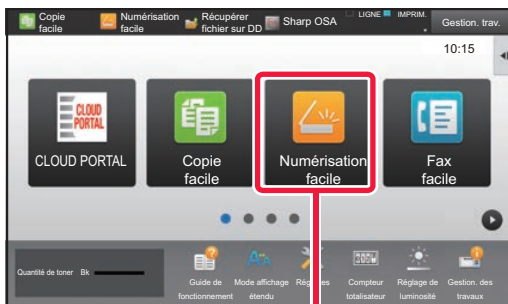 Copie
facile
Numérisation
facile
Récupérer
fichier sur DD
Sharp OSA
LIGNE
IMPRIM.
Gestion. trav.
10:15
CLOUD
PORTAL
CLOUD PORTAL
Copie
facile
Numérisation
facile
Fax
facile
Quantité de toner Bk
Guide de
fonctionnement
Mode affichage
étendu
Réglages
Compteur
totalisateur
Réglage de
luminosité
Gestion. des
travaux